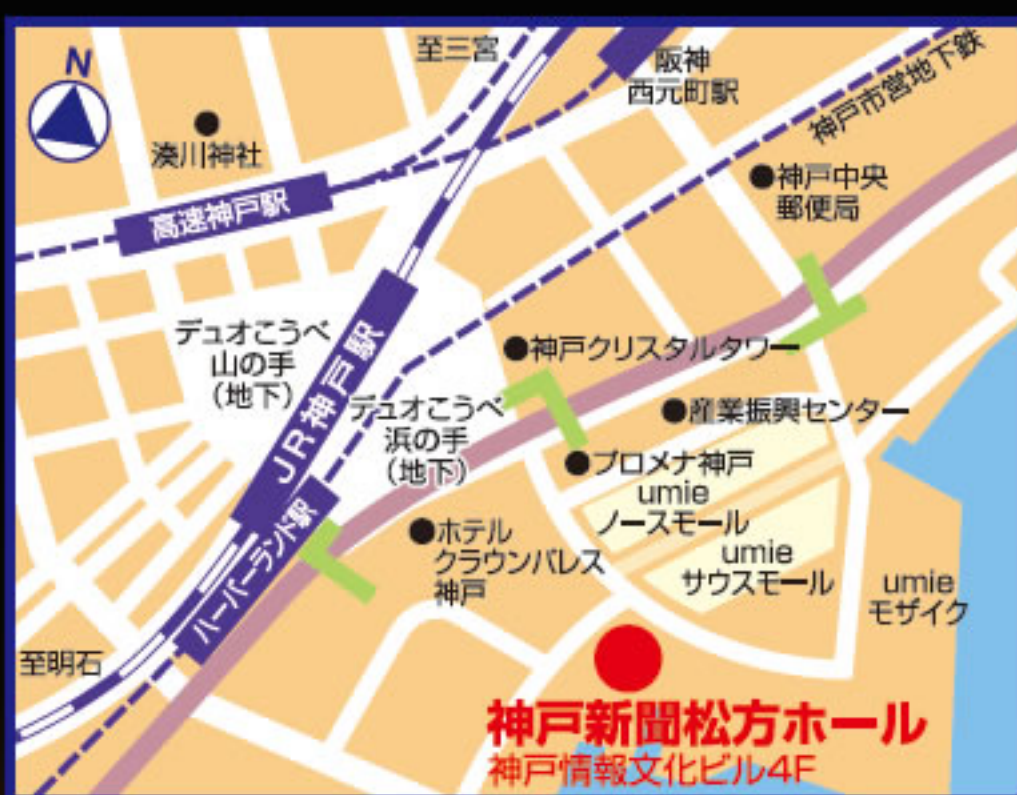 N
至三宮
阪神
西元町駅
神戸市営地下鉄
●湊川神社
高速神戸駅
●神戸中央
郵便局
デュオこうべ
山の手
（地下）
JR神戸駅
●神戸クリスタルタワー
デュオこうべ
浜の手
（地下）
●産業振興センター
●プロメナ神戸
umie
ノースモール
umie
サウスモール
umie
モザイク
●ホテル
クラウンパレス
神戸
ハーバーランド駅
至明石
神戸新聞松方ホール
神戸情報文化ビル4F